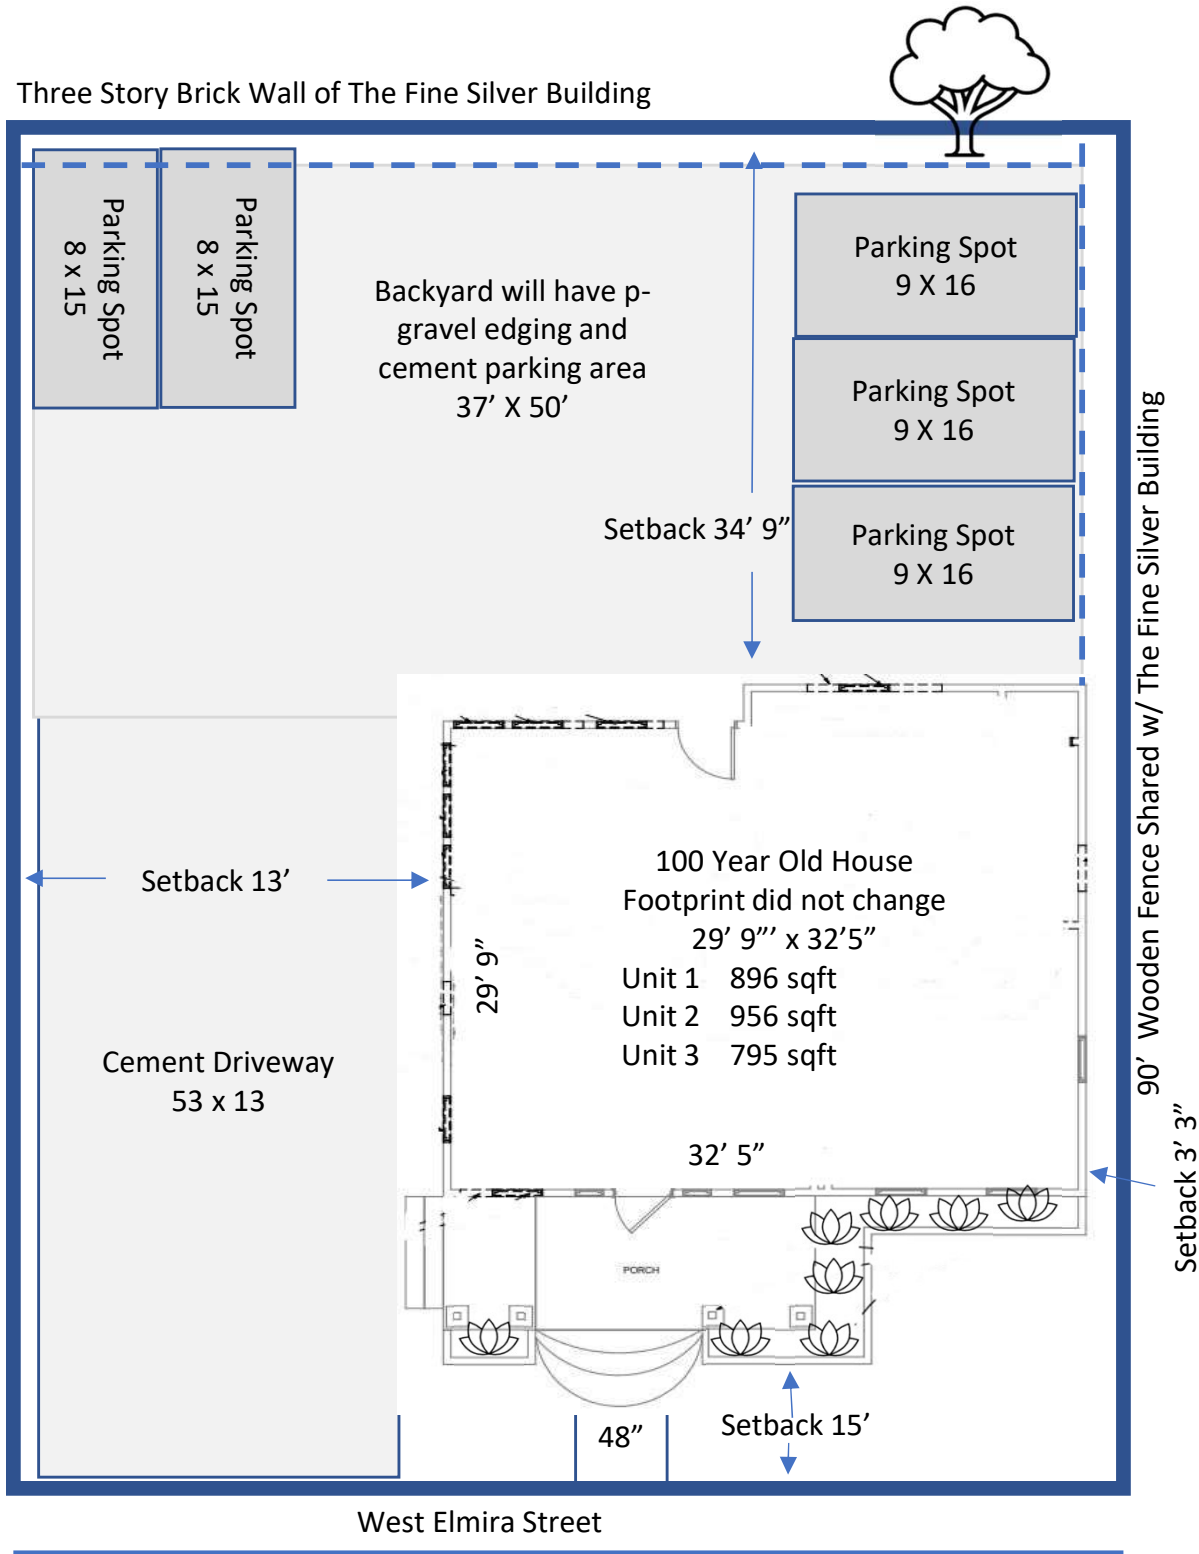 Three Story Brick Wall of The Fine Silver Building
Parking Spot
8 x 15
Parking Spot
8 x 15
Backyard will have p-
gravel edging and
cement parking area
37’ X 50’
Parking Spot
9 X 16
Parking Spot
9 X 16
Parking Spot
9 X 16
Setback 34’ 9”
90’ Wooden Fence Shared w/ The Fine Silver Building
Setback 13’
100 Year Old House
Footprint did not change
29’ 9”’ x 32’5”
Unit 1 896 sqft
Unit 2 956 sqft
Unit 3 795 sqft
29’ 9”
Cement Driveway
53 x 13
32’ 5”
Setback 3’ 3”
PORCH
48”
Setback 15’
West Elmira Street